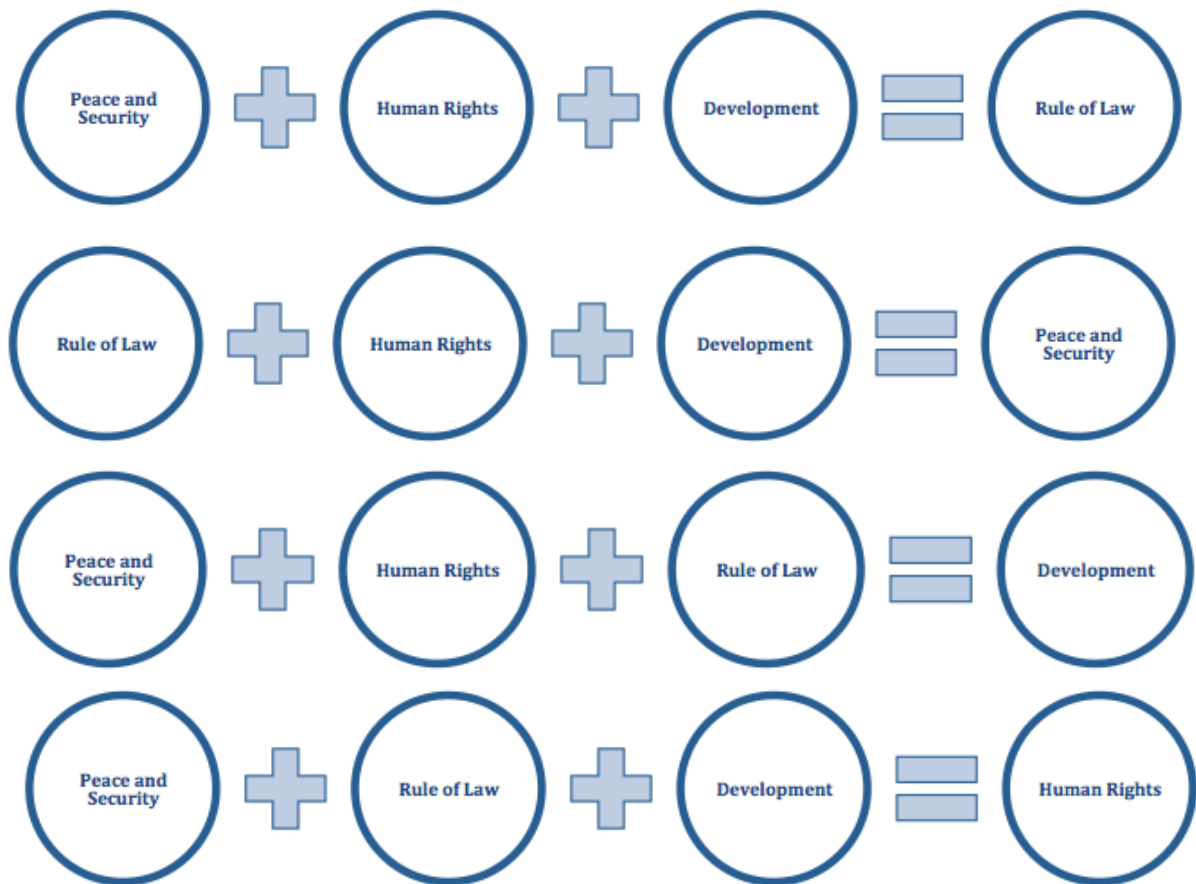 Peace and
Security
Human Rights
Development
Rule of Law
Rule of Law
Human Rights
Development
Peace and
Security
Peace and
Security
Human Rights
Rule of Law
Development
Peace and
Security
Rule of Law
Development
Human Rights